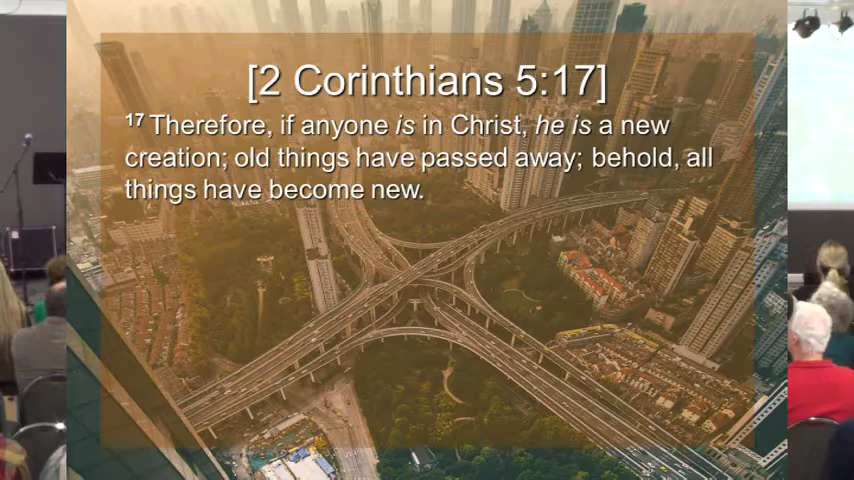 [2 Corinthians 5:17]
17 Therefore, if anyone is in Christ, he is a new
creation; old things have passed away; behold, all
things have become new.